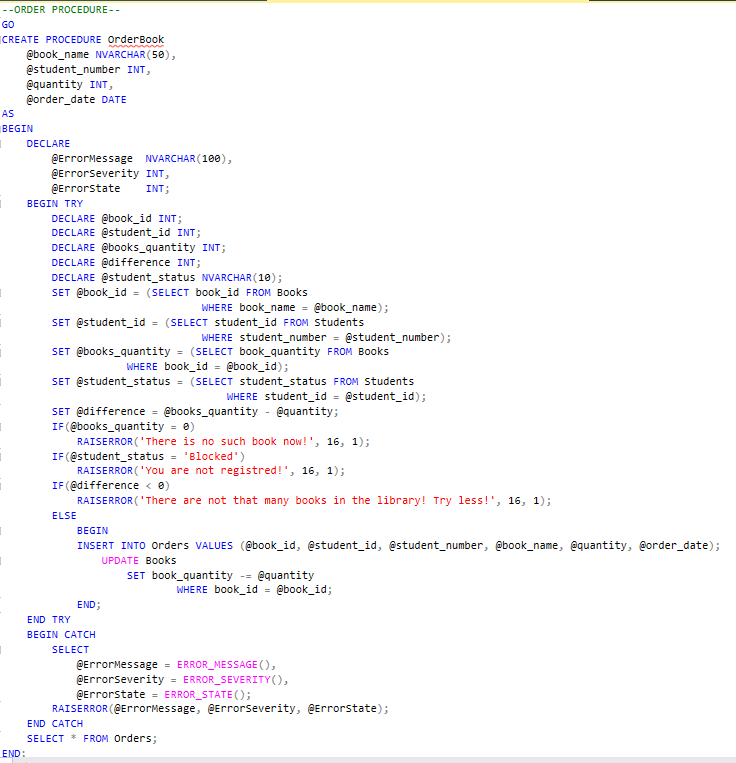 --ORDER PROCEDURE--
GO
CREATE PROCEDURE OrderBook
    @book_name NVARCHAR(50),
    @student_number INT,
    @quantity INT,
    @order_date DATE
AS
BEGIN
    DECLARE
        @ErrorMessage  NVARCHAR(100),
        @ErrorSeverity INT,
        @ErrorState    INT;
    BEGIN TRY
        DECLARE @book_id INT;
        DECLARE @student_id INT;
        DECLARE @books_quantity INT;
        DECLARE @difference INT;
        DECLARE @student_status NVARCHAR(10);
        SET @book_id = (SELECT book_id FROM Books
                                WHERE book_name = @book_name);
        SET @student_id = (SELECT student_id FROM Students
                                WHERE student_number = @student_number);
        SET @books_quantity = (SELECT book_quantity FROM Books
                    WHERE book_id = @book_id);
        SET @student_status = (SELECT student_status FROM Students
                                    WHERE student_id = @student_id);
        SET @difference = @books_quantity - @quantity;
        IF(@books_quantity = 0)
            RAISERROR('There is no such book now!', 16, 1);
        IF(@student_status = 'Blocked')
            RAISERROR('You are not registred!', 16, 1);
        IF(@difference < 0)
            RAISERROR('There are not that many books in the library! Try less!', 16, 1);
        ELSE
            BEGIN
            INSERT INTO Orders VALUES (@book_id, @student_id, @student_number, @book_name, @quantity, @order_date);
                UPDATE Books
                    SET book_quantity -= @quantity
                            WHERE book_id = @book_id;
            END;
    END TRY
    BEGIN CATCH
        SELECT
            @ErrorMessage = ERROR_MESSAGE(),
            @ErrorSeverity = ERROR_SEVERITY(),
            @ErrorState = ERROR_STATE();
        RAISERROR(@ErrorMessage, @ErrorSeverity, @ErrorState);
    END CATCH
    SELECT * FROM Orders;
END;